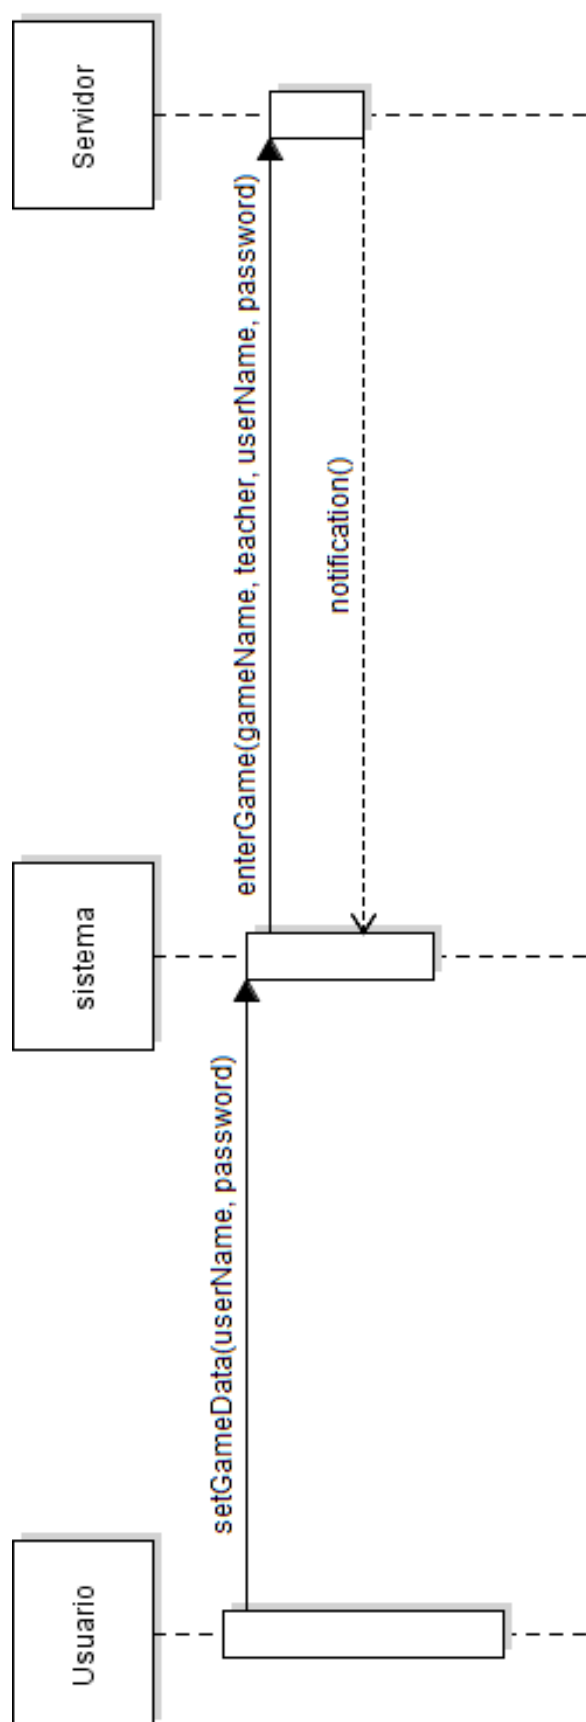 Usuario
sistema
Servidor
setGameData(userName, password)
enterGame(gameName, teacher, userName, password)
notification()